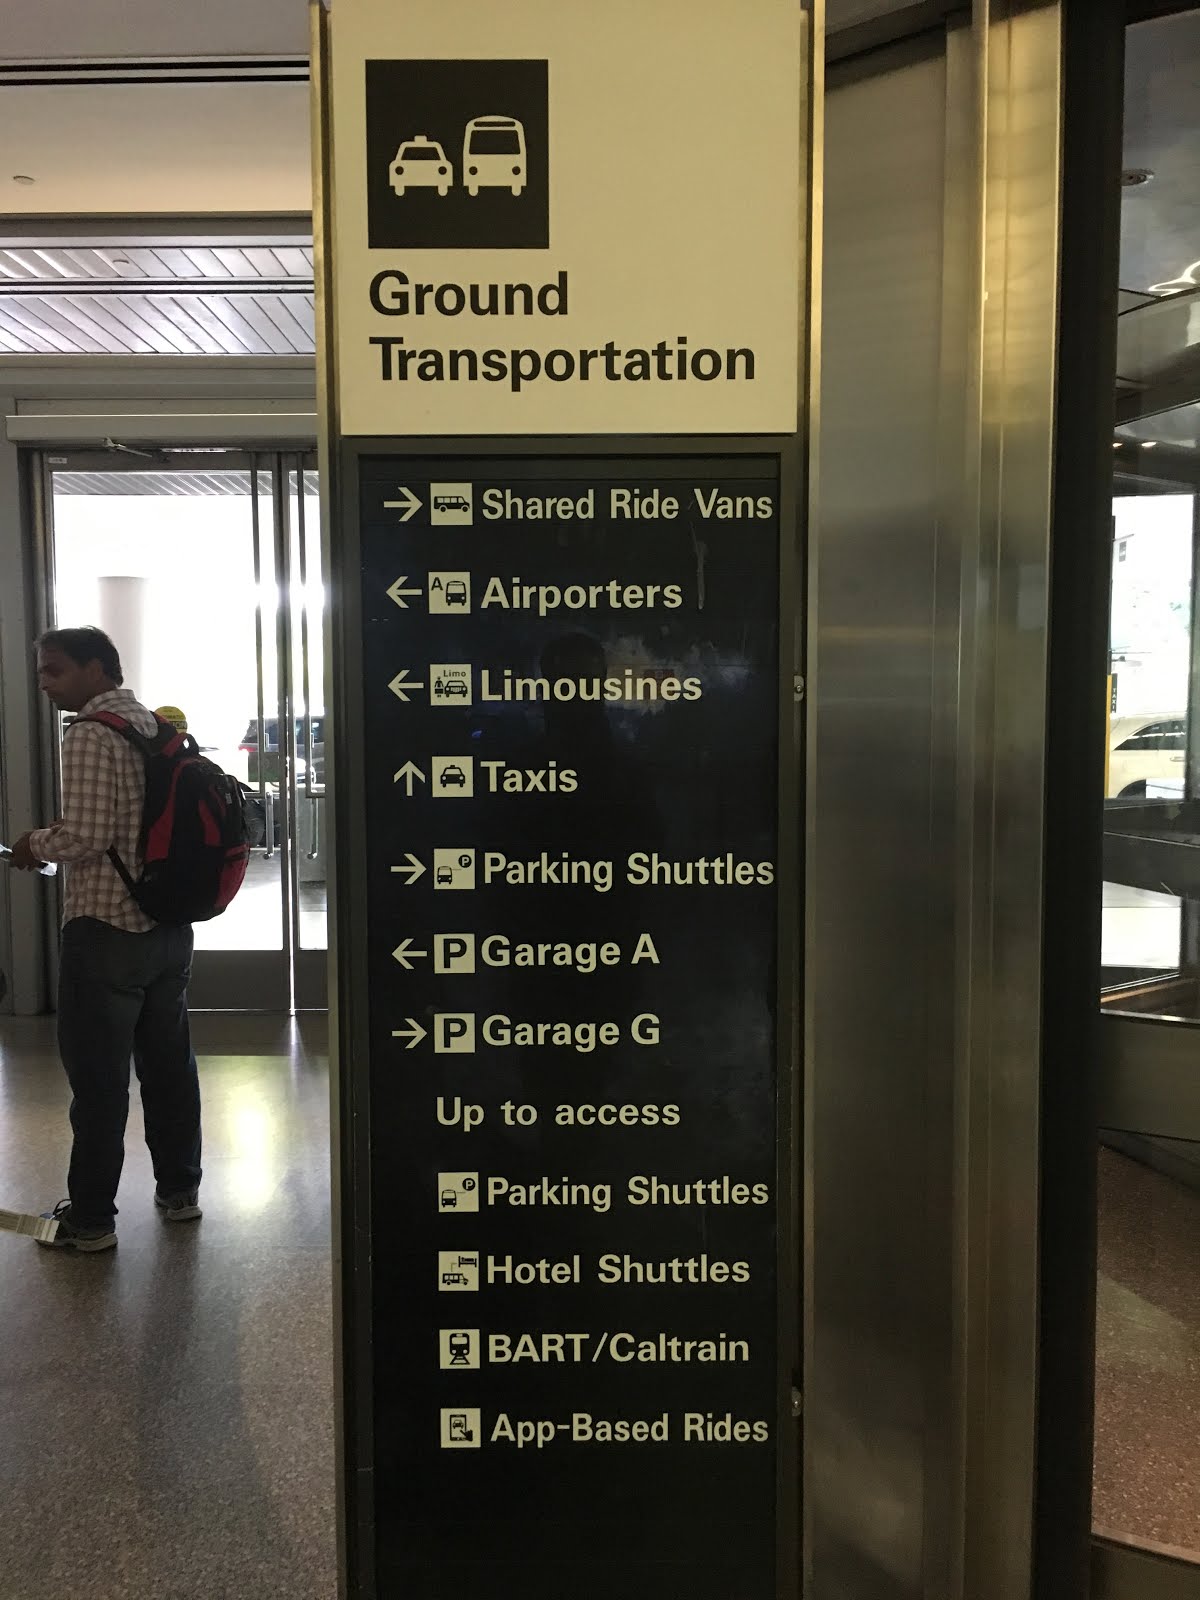 Ground
Transportation
Shared Ride Vans
A
Airporters
Limo
Limousines
Taxis
P
Parking Shuttles
P
Garage A
P
Garage G
Up to access
P
Parking Shuttles
Hotel Shuttles
BART/Caltrain
App-Based Rides